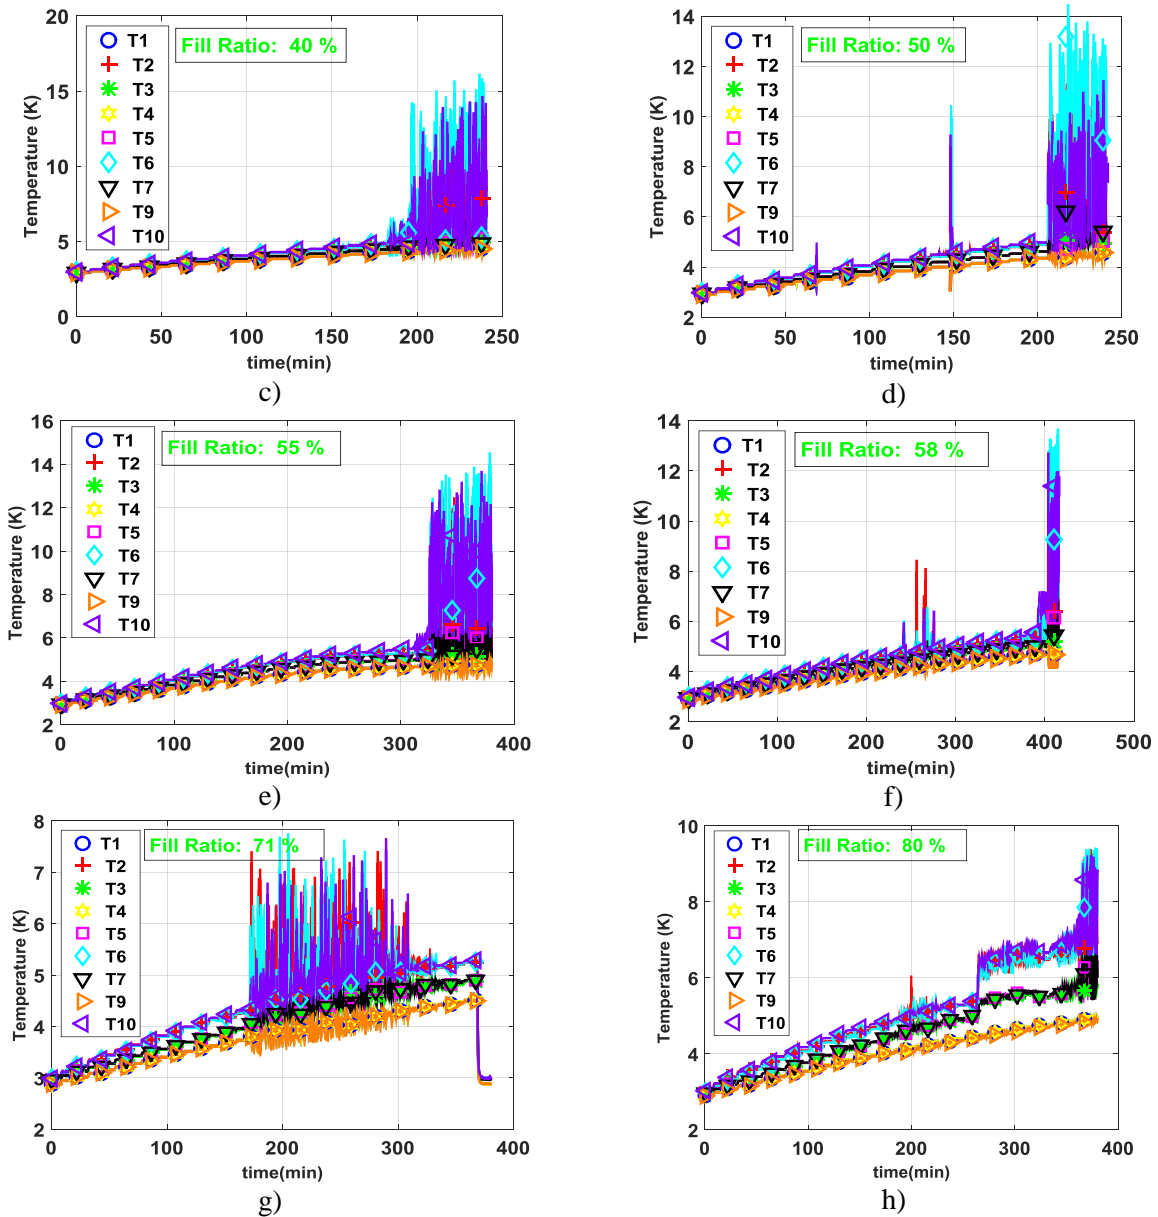 20
15
10
5
0
Temperature (K)
T1
T2
T3
T4
T5
T6
T7
T9
T10
Fill Ratio: 40 %
0 50 100 150 200 250
time(min)
c)
14
12
10
8
6
4
2
Temperature (K)
T1
T2
T3
T4
T5
T6
T7
T9
T10
Fill Ratio: 50 %
0 50 100 150 200 250
time(min)
d)
16
14
12
10
8
6
4
2
Temperature (K)
T1
T2
T3
T4
T5
T6
T7
T9
T10
Fill Ratio: 55 %
0 100 200 300 400
time(min)
e)
14
12
10
8
6
4
2
Temperature (K)
T1
T2
T3
T4
T5
T6
T7
T9
T10
Fill Ratio: 58 %
0 100 200 300 400 500
time(min)
f)
8
7
6
5
4
3
2
Temperature (K)
T1
T2
T3
T4
T5
T6
T7
T9
T10
Fill Ratio: 71 %
0 100 200 300 400
time(min)
g)
10
8
6
4
2
Temperature (K)
T1
T2
T3
T4
T5
T6
T7
T9
T10
Fill Ratio: 80 %
0 100 200 300 400
time(min)
h)